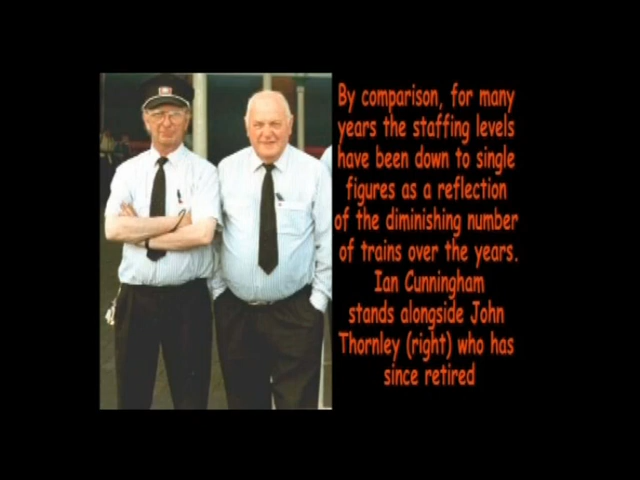 By comparison, for many
years the staffing levels
have been down to single
figures as a reflection
of the diminishing number
of trains over the years.
Ian Cunningham
stands alongside John
Thornley (right) who has
since retired